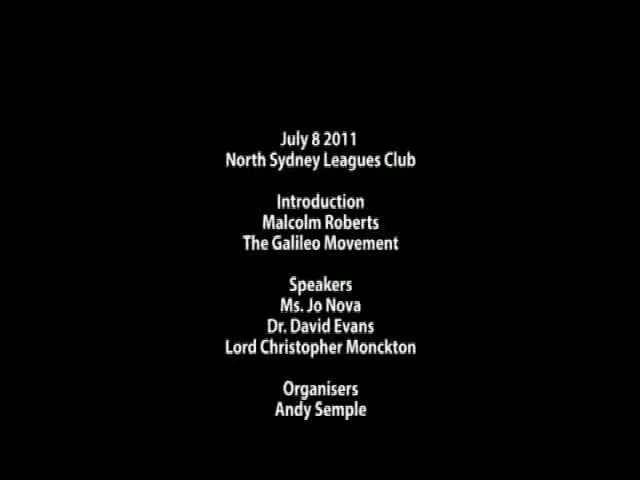 July 8 2011
North Sydney Leagues Club
Introduction
Malcolm Roberts
The Galileo Movement
Speakers
Ms. Jo Nova
Dr. David Evans
Lord Christopher Monckton
Organisers
Andy Semple